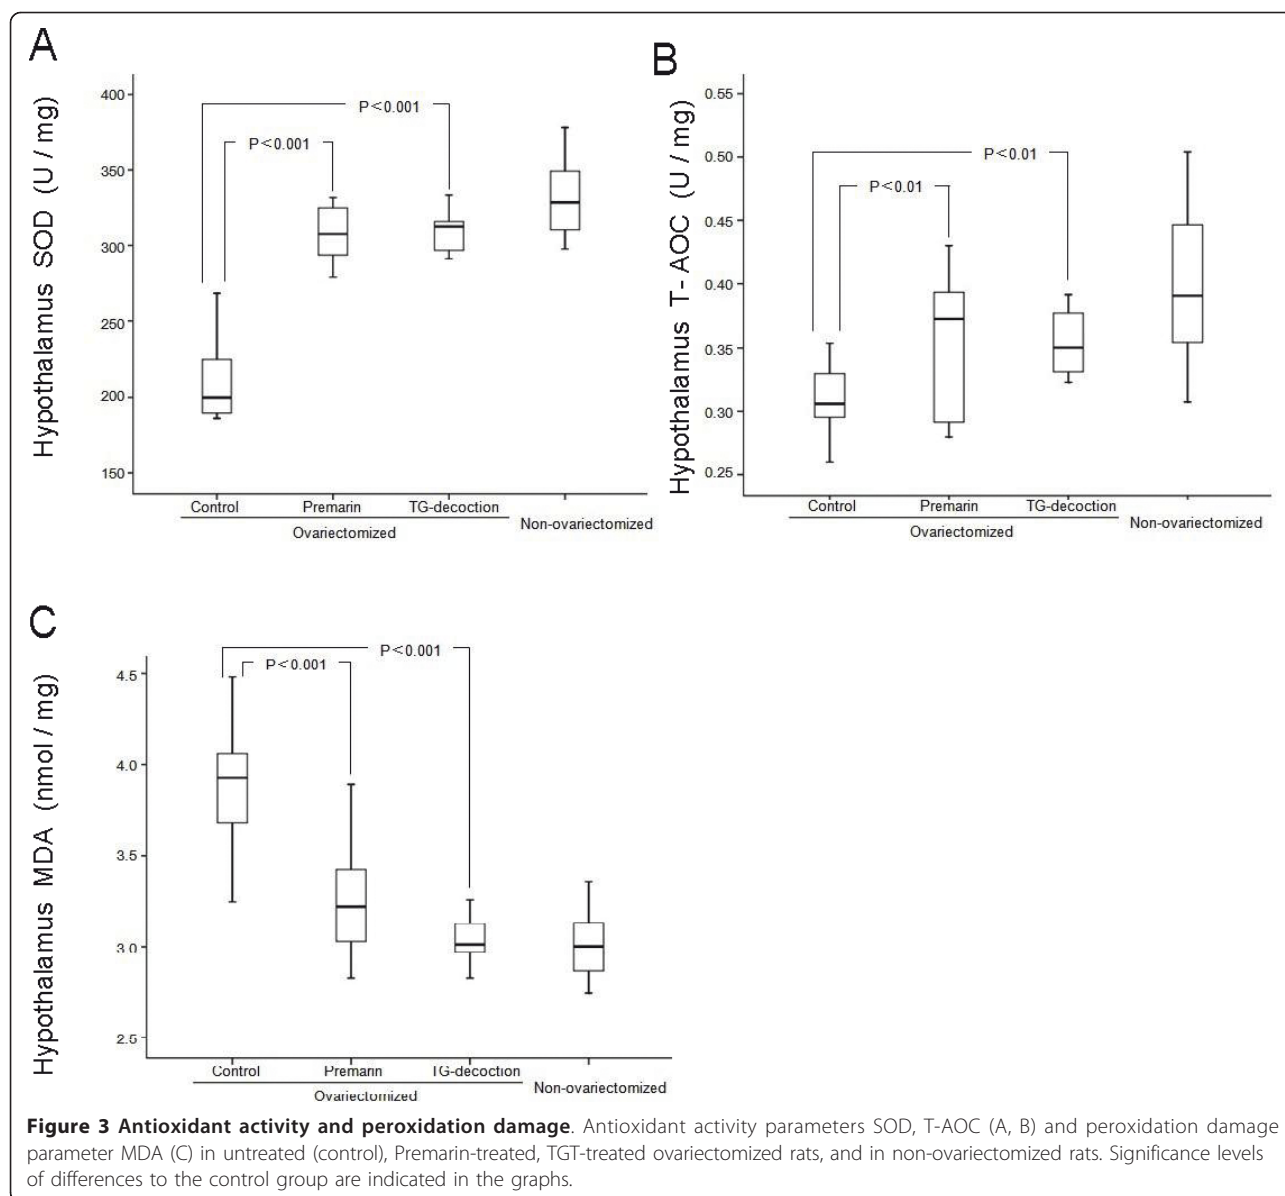 A
Hypothalamus SOD (U / mg)
400
350
300
250
200
150
P<0.001
P<0.001
Control Premarin TG-decoction Non-ovariectomized
Ovariectomized
B
Hypothalamus T-AOC (U / mg)
0.55
0.50
0.45
0.40
0.35
0.30
0.25
P<0.01
P<0.01
Control Premarin TG-decoction Non-ovariectomized
Ovariectomized
C
Hypothalamus MDA (nmol / mg)
4.5
4.0
3.5
3.0
2.5
P<0.001
P<0.001
Control Premarin TG-decoction Non-ovariectomized
Ovariectomized
Figure 3 Antioxidant activity and peroxidation damage. Antioxidant activity parameters SOD, T-AOC (A, B) and peroxidation damage
parameter MDA (C) in untreated (control), Premarin-treated, TGT-treated ovariectomized rats, and in non-ovariectomized rats. Significance levels
of differences to the control group are indicated in the graphs.